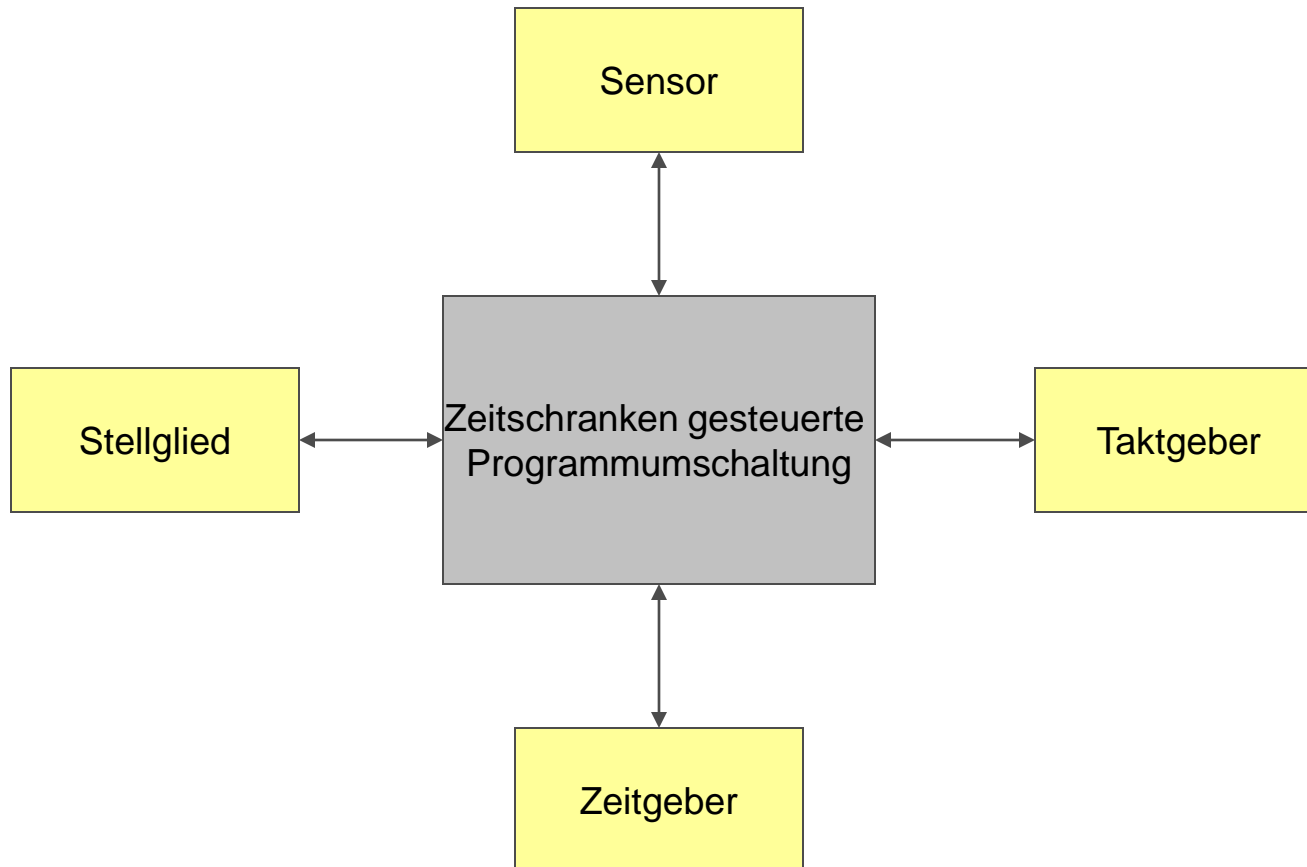 Sensor
Stellglied
Zeitschranken gesteuerte
Programmumschaltung
Taktgeber
Zeitgeber